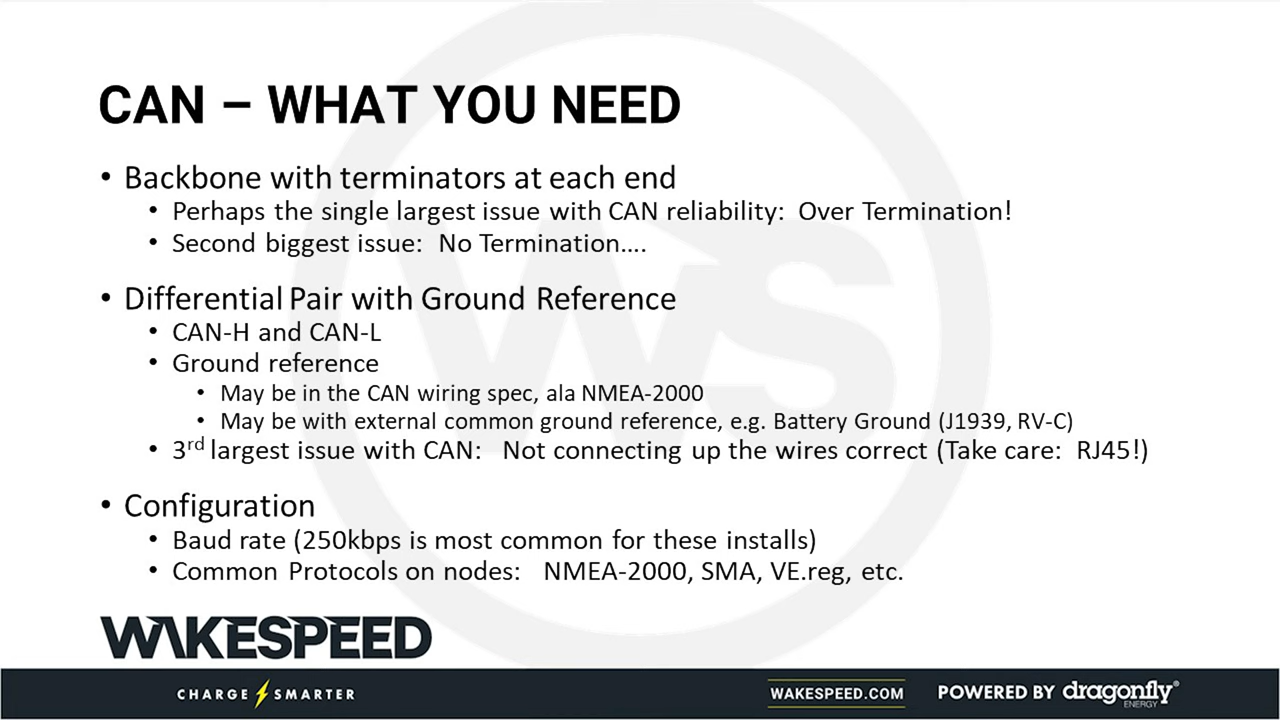 CAN – WHAT YOU NEED
• Backbone with terminators at each end
• Perhaps the single largest issue with CAN reliability: Over Termination!
• Second biggest issue: No Termination....
• Differential Pair with Ground Reference
• CAN-H and CAN-L
• Ground reference
• May be in the CAN wiring spec, ala NMEA-2000
• May be with external common ground reference, e.g. Battery Ground (J1939, RV-C)
• 3rd largest issue with CAN: Not connecting up the wires correct (Take care: RJ45!)
• Configuration
• Baud rate (250kbps is most common for these installs)
• Common Protocols on nodes: NMEA-2000, SMA, VE.reg, etc.
WS
WAKESPEED
CHARGE SMARTER
WAKESPEED.COM
POWERED BY dragonfly®
ENERGY